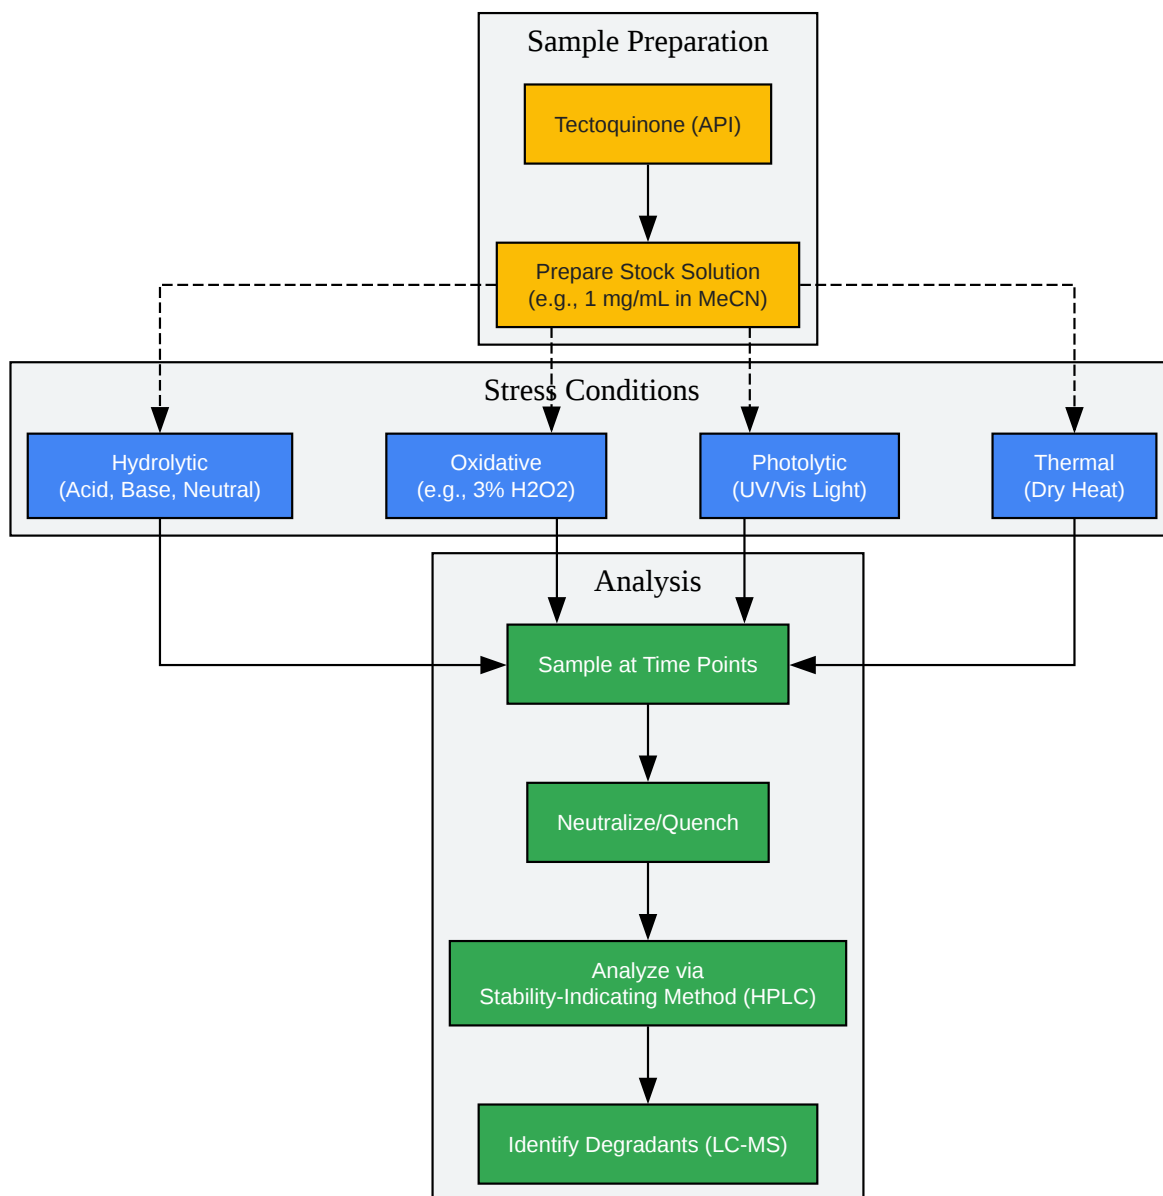 Sample Preparation
Tectoquinone (API)
Prepare Stock Solution
(e.g., 1 mg/mL in MeCN)
Stress Conditions
Hydrolytic
(Acid, Base, Neutral)
Oxidative
(e.g., 3% H2O2)
Photolytic
(UV/Vis Light)
Thermal
(Dry Heat)
Analysis
Sample at Time Points
Neutralize/Quench
Analyze via
Stability-Indicating Method (HPLC)
Identify Degradants (LC-MS)